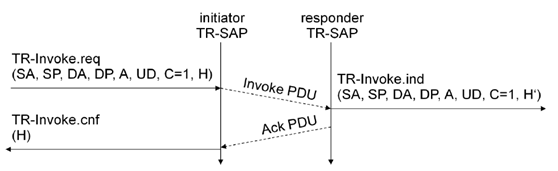 initiator
TR-SAP
responder
TR-SAP
TR-Invoke.req
(SA, SP, DA, DP, A, UD, C=1, H)
Invoke PDU
TR-Invoke.ind
(SA, SP, DA, DP, A, UD, C=1, H‘)
TR-Invoke.cnf
(H)
Ack PDU